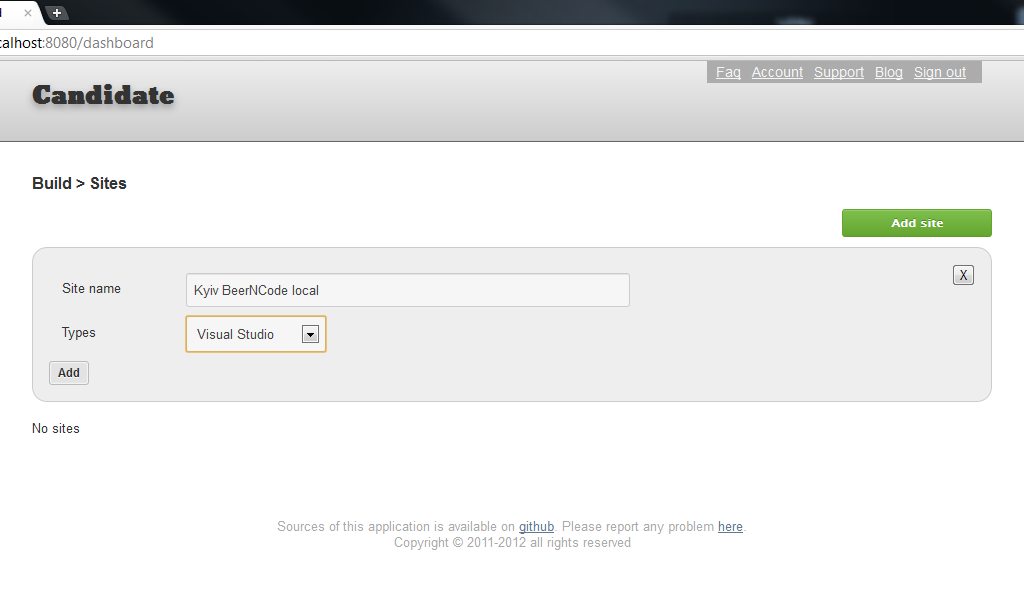 calhost:8080/dashboard
Faq Account Support Blog Sign out
Candidate
Build > Sites
Add site
X
Site name Kyiv BeerNCode local
Types Visual Studio
Add
No sites
Sources of this application is available on github. Please report any problem here.
Copyright © 2011-2012 all rights reserved